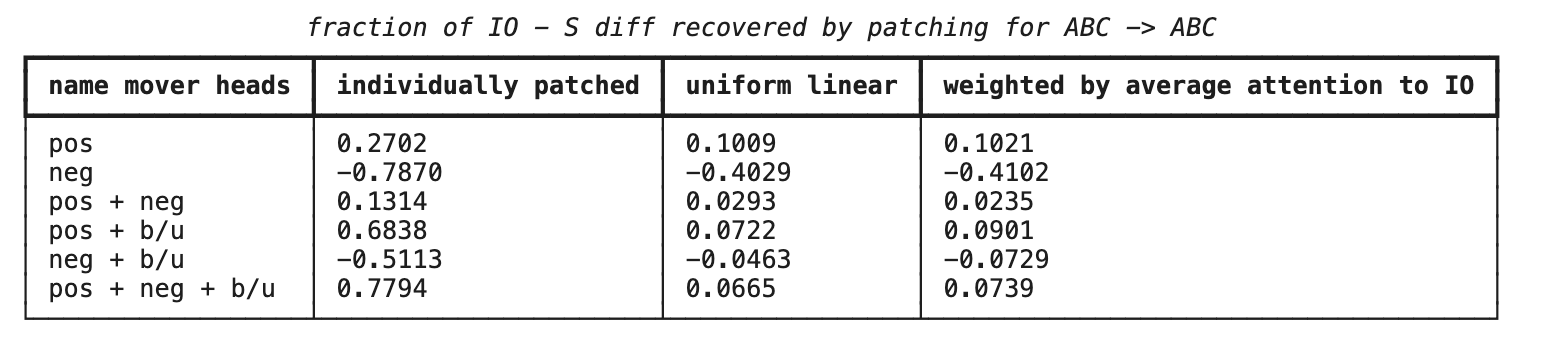 fraction of IO − S diff recovered by patching for ABC −> ABC
name mover heads individually patched uniform linear weighted by average attention to IO
pos 0.2702 0.1009 0.1021
neg −0.7870 −0.4029 −0.4102
pos + neg 0.1314 0.0293 0.0235
pos + b/u 0.6838 0.0722 0.0901
neg + b/u −0.5113 −0.0463 −0.0729
pos + neg + b/u 0.7794 0.0665 0.0739